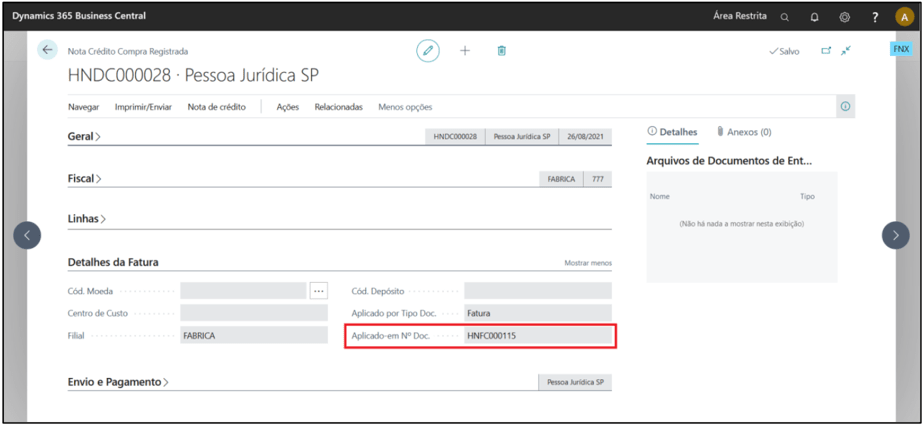 Dynamics 365 Business Central
Área Restrita
?
A
Nota Crédito Compra Registrada
Salvo
FNX
HNDC000028 · Pessoa Jurídica SP
Navegar Imprimir/Enviar Nota de crédito Ações Relacionadas Menos opções
Geral HNDC000028 Pessoa Jurídica SP 26/08/2021
Detalhes Anexos (0)
Arquivos de Documentos de Ent...
Fiscal FABRICA 777
Nome Tipo
(Não há nada a mostrar nesta exibição)
Linhas
Detalhes da Fatura Mostrar menos
Cód. Moeda ... Cód. Depósito
Centro de Custo Aplicado por Tipo Doc. Fatura
Filial FABRICA Aplicado-em Nº Doc. HNFC000115
Envio e Pagamento Pessoa Jurídica SP